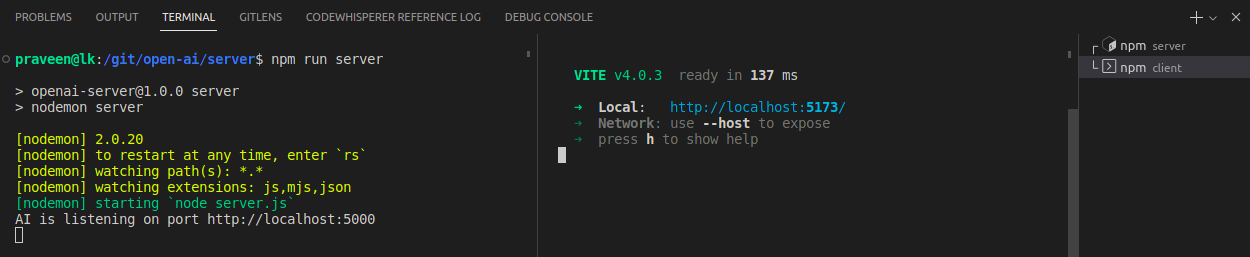 PROBLEMS OUTPUT TERMINAL GITLENS CODEWHISPERER REFERENCE LOG DEBUG CONSOLE
praveen@lk:/git/open-ai/server$ npm run server
> openai-server@1.0.0 server
> nodemon server
[nodemon] 2.0.20
[nodemon] to restart at any time, enter `rs`
[nodemon] watching path(s): *.*
[nodemon] watching extensions: js,mjs,json
[nodemon] starting `node server.js`
AI is listening on port http://localhost:5000
VITE v4.0.3 ready in 137 ms
➜ Local: http://localhost:5173/
➜ Network: use --host to expose
➜ press h to show help
npm server
npm client